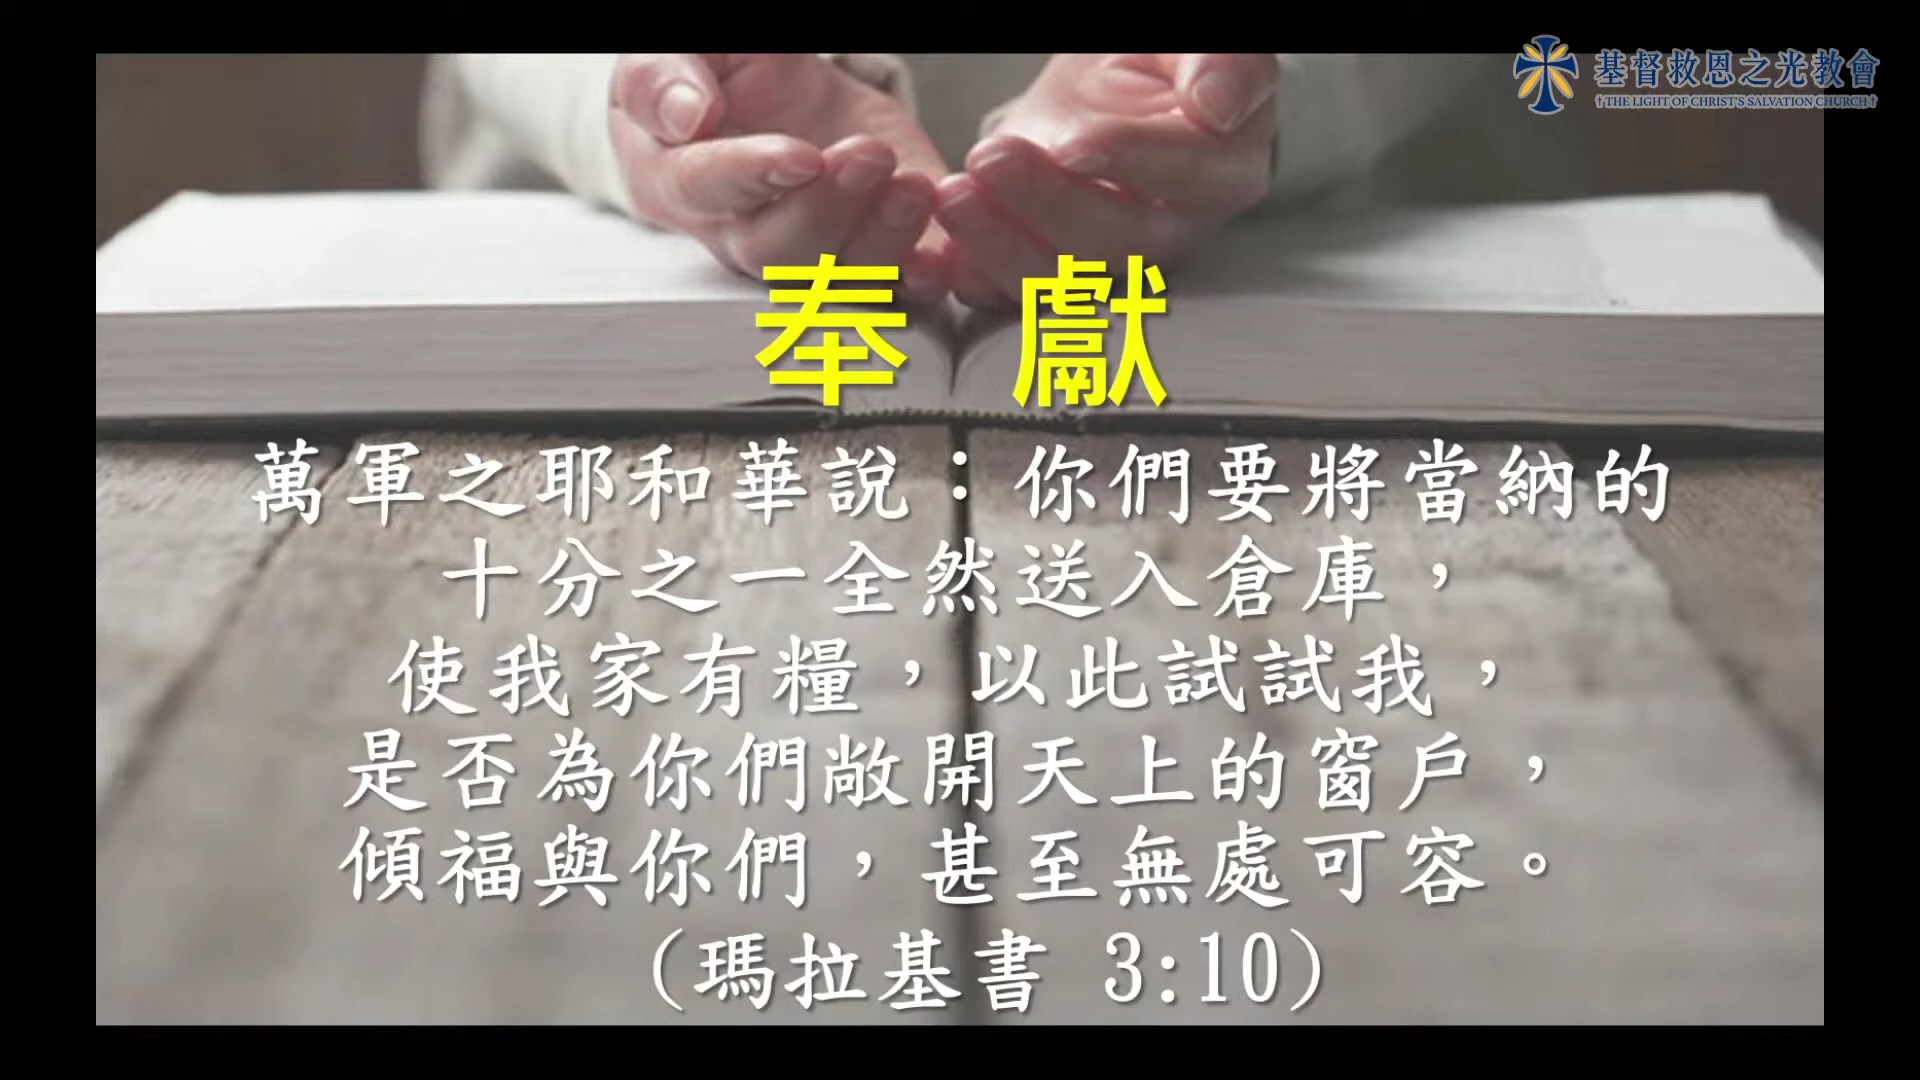 基督救恩之光教會
†THE LIGHT OF CHRIST'S SALVATION CHURCH†
奉 獻
萬軍之耶和華說：你們要將當納的
十分之一全然送入倉庫，
使我家有糧，以此試試我，
是否為你們敞開天上的窗戶，
傾福與你們，甚至無處可容。
(瑪拉基書 3:10)